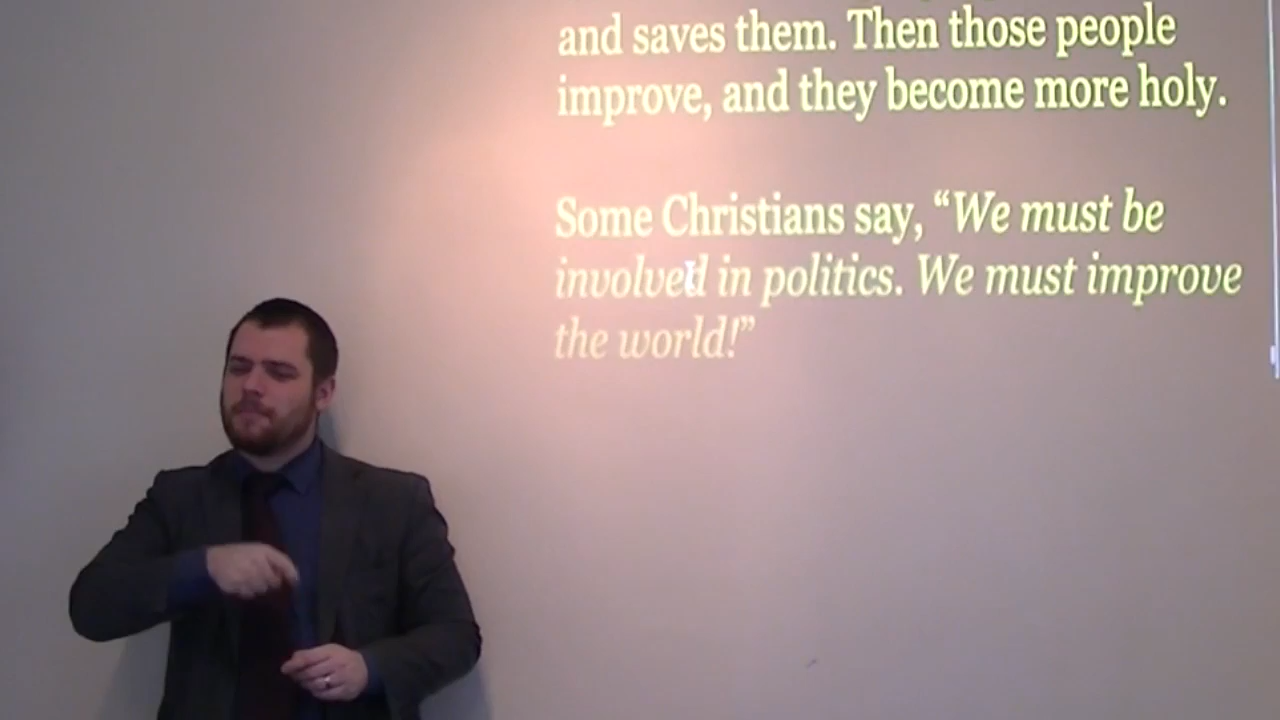 and saves them. Then those people
improve, and they become more holy.
Some Christians say, “We must be
involved in politics. We must improve
the world!”